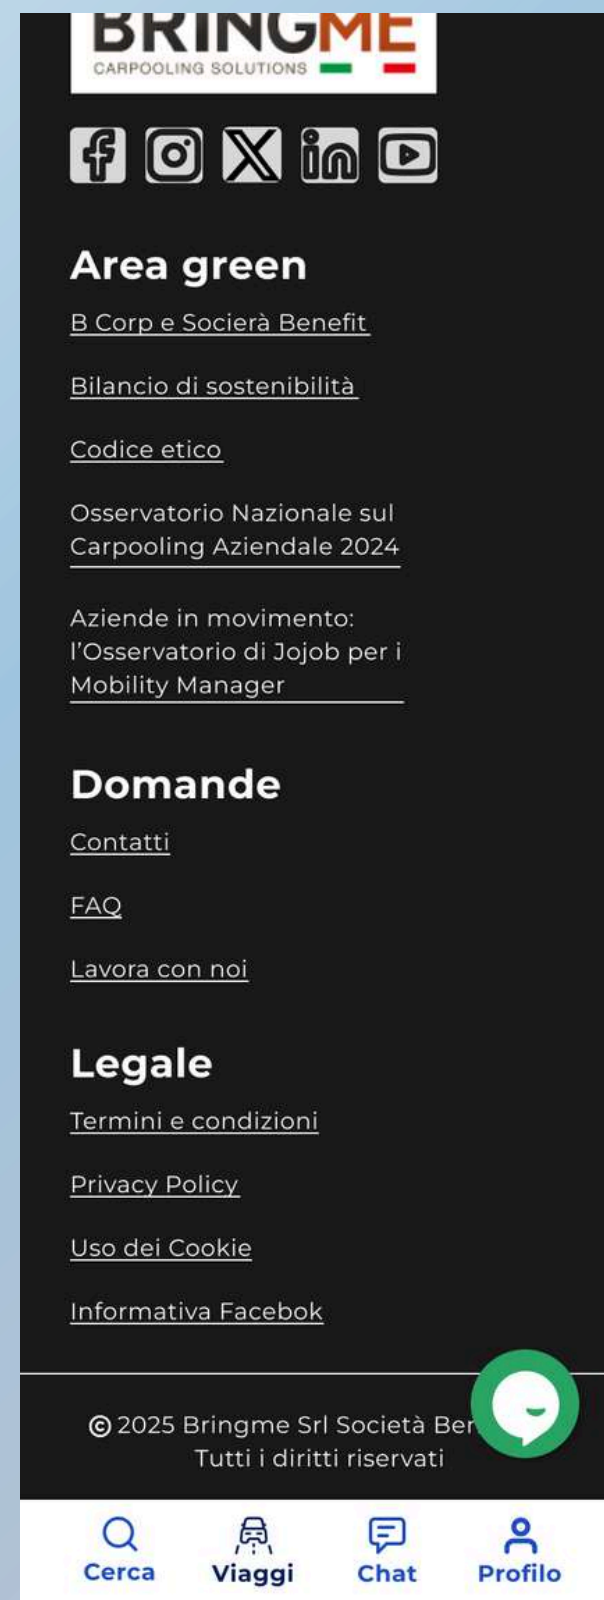 BRINGME
CARPOOLING SOLUTIONS
Area green
B Corp e Socierà Benefit
Bilancio di sostenibilità
Codice etico
Osservatorio Nazionale sul
Carpooling Aziendale 2024
Aziende in movimento:
l’Osservatorio di Jojob per i
Mobility Manager
Domande
Contatti
FAQ
Lavora con noi
Legale
Termini e condizioni
Privacy Policy
Uso dei Cookie
Informativa Facebok
© 2025 Bringme Srl Società
Tutti i diritti riservati
Cerca Viaggi Chat Profilo